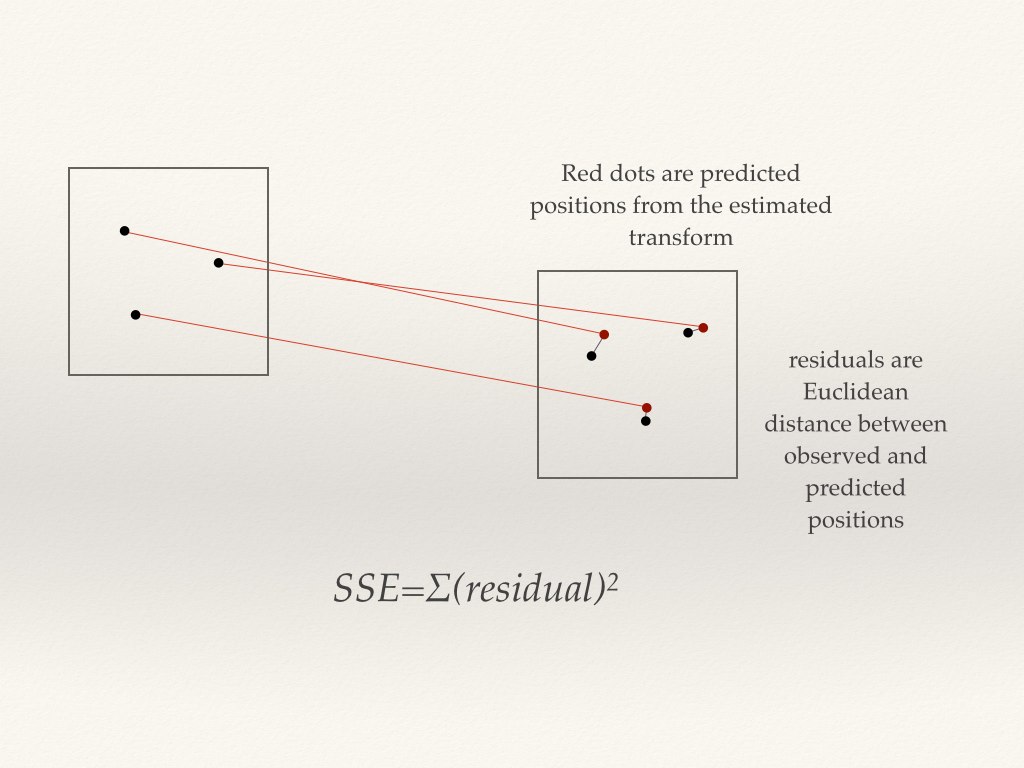 Red dots are predicted
positions from the estimated
transform
residuals are
Euclidean
distance between
observed and
predicted
positions
SSE=Σ(residual)²